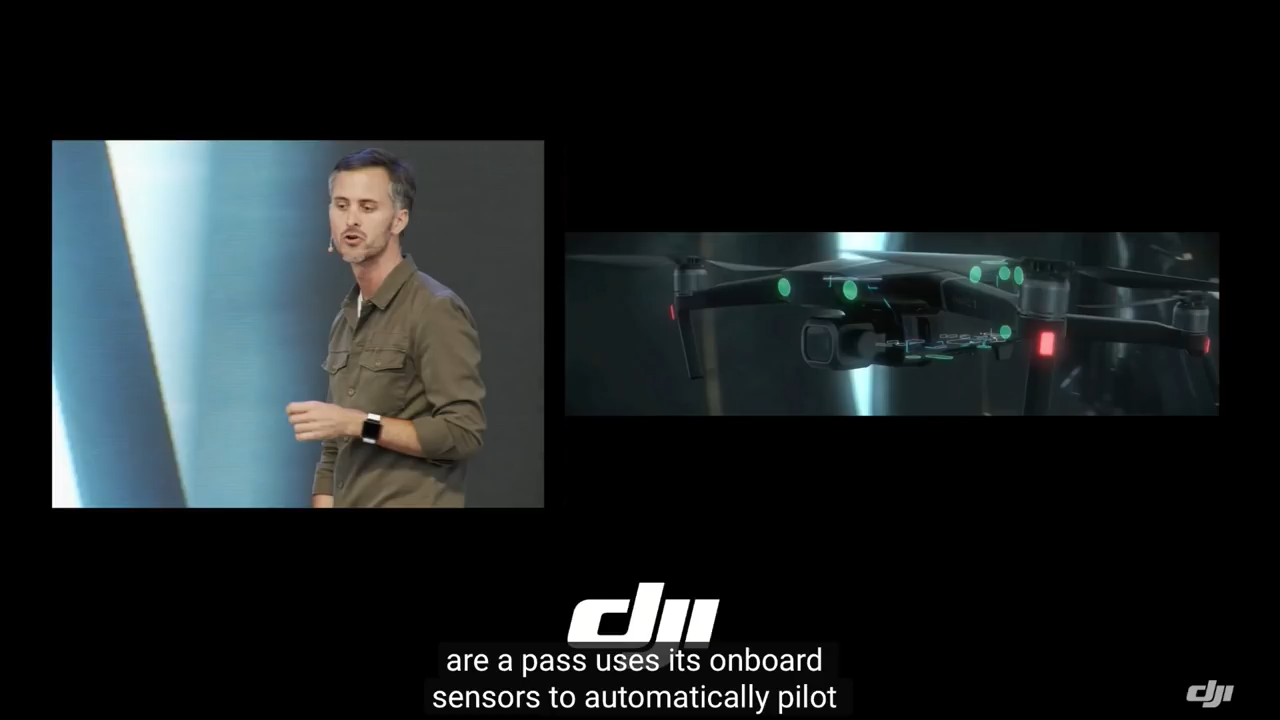 dji
are a pass uses its onboard
sensors to automatically pilot
dji